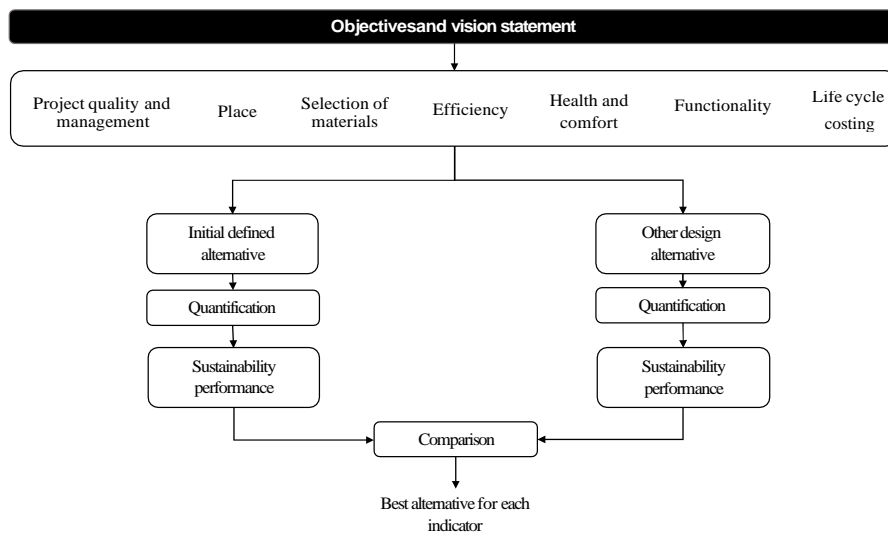 Objectivesand vision statement
Project quality and
management
Place
Selection of
materials
Efficiency
Health and
comfort
Functionality
Life cycle
costing
Initial defined
alternative
Other design
alternative
Quantification
Quantification
Sustainability
performance
Sustainability
performance
Comparison
Best alternative for each
indicator